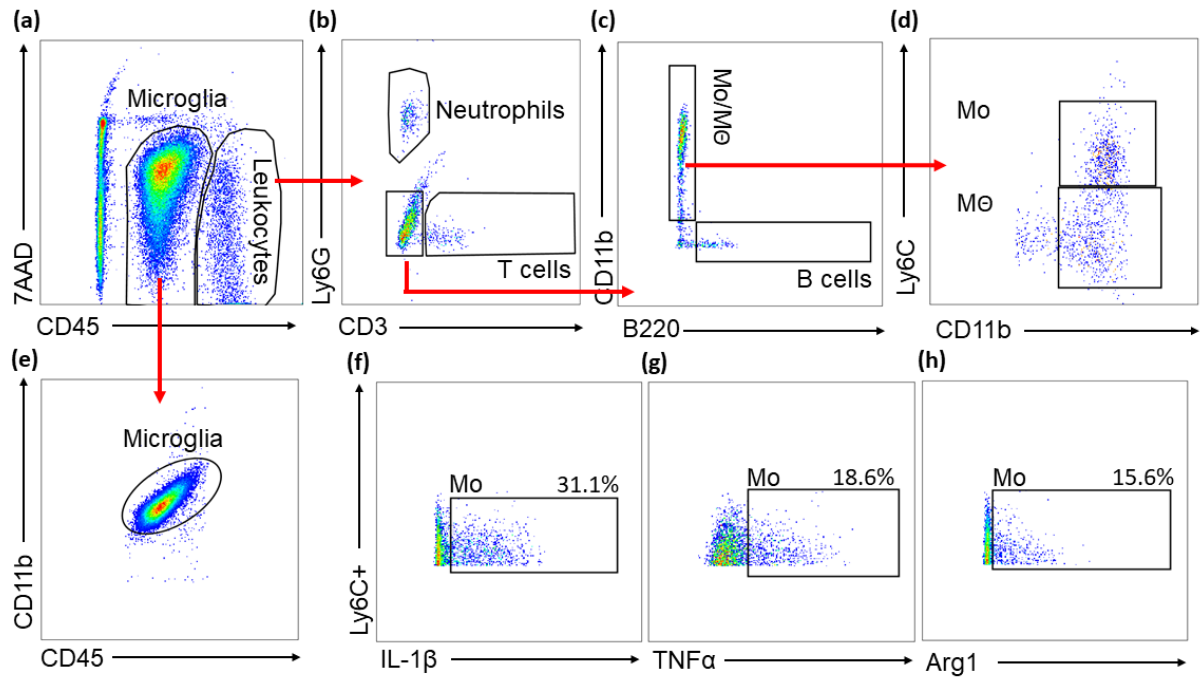 (a)
7AAD
Microglia
Leukocytes
CD45
(b)
Ly6G
Neutrophils
T cells
CD3
(c)
CD11b
Mo/MΘ
B cells
B220
(d)
Ly6C
Mo
MΘ
CD11b
(e)
CD11b
Microglia
CD45
(f)
Ly6C+
Mo 31.1%
IL-1β
(g)
Mo 18.6%
TNFα
(h)
Mo 15.6%
Arg1